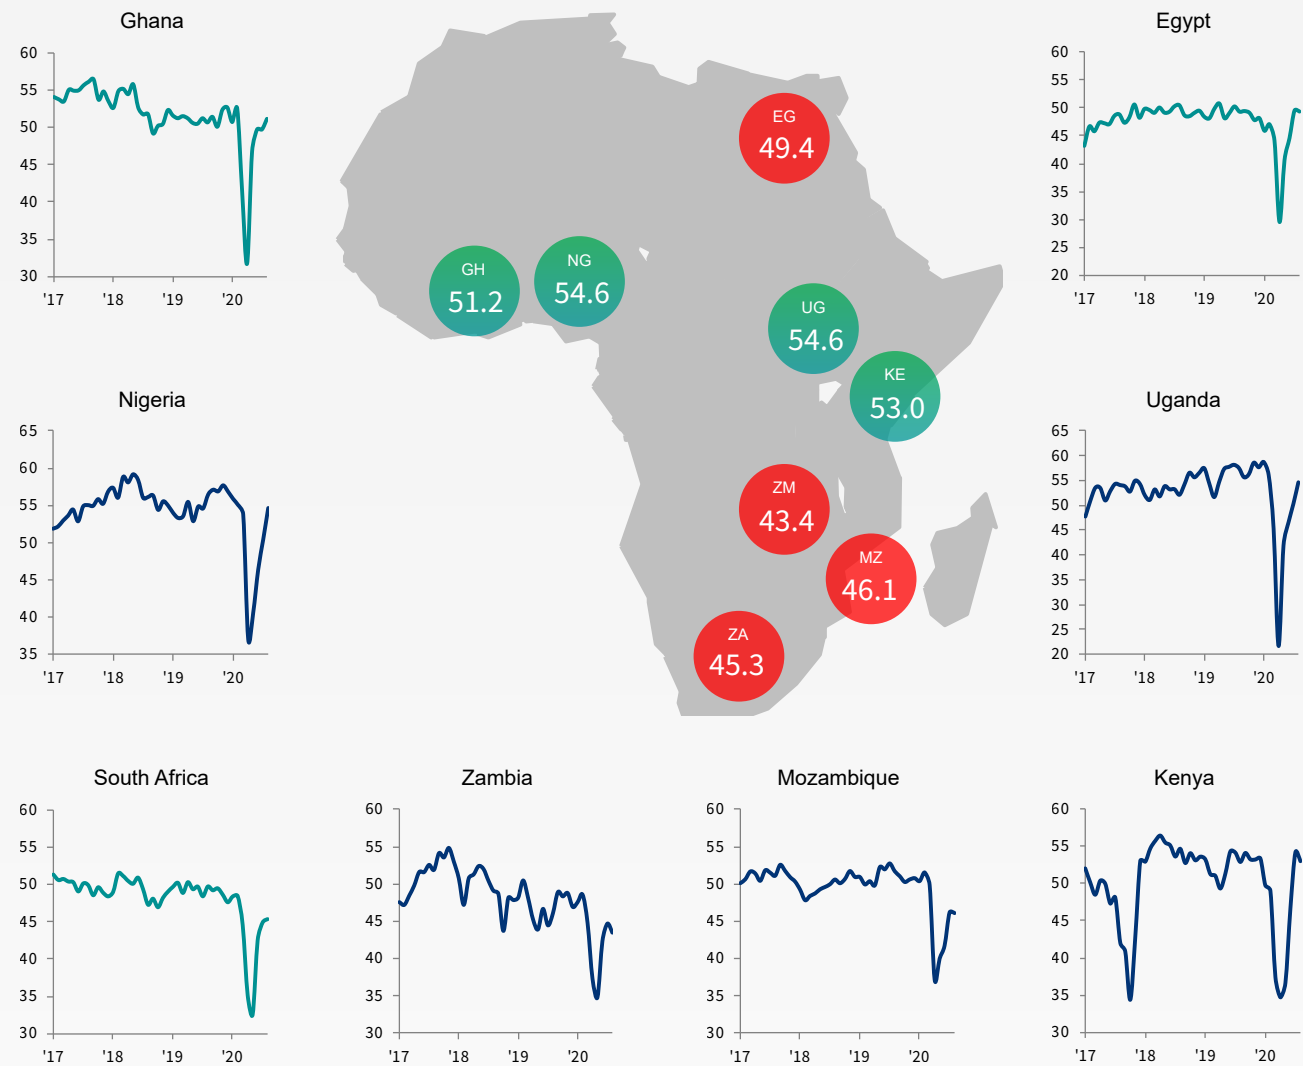 Ghana
60
55
50
45
40
35
30
'17 '18 '19 '20
Egypt
60
55
50
45
40
35
30
25
20
'17 '18 '19 '20
EG
49.4
GH
51.2
NG
54.6
UG
54.6
KE
53.0
ZM
43.4
MZ
46.1
ZA
45.3
Nigeria
65
60
55
50
45
40
35
'17 '18 '19 '20
Uganda
65
60
55
50
45
40
35
30
25
20
'17 '18 '19 '20
South Africa
60
55
50
45
40
35
30
'17 '18 '19 '20
Zambia
60
55
50
45
40
35
30
'17 '18 '19 '20
Mozambique
60
55
50
45
40
35
30
'17 '18 '19 '20
Kenya
60
55
50
45
40
35
30
'17 '18 '19 '20